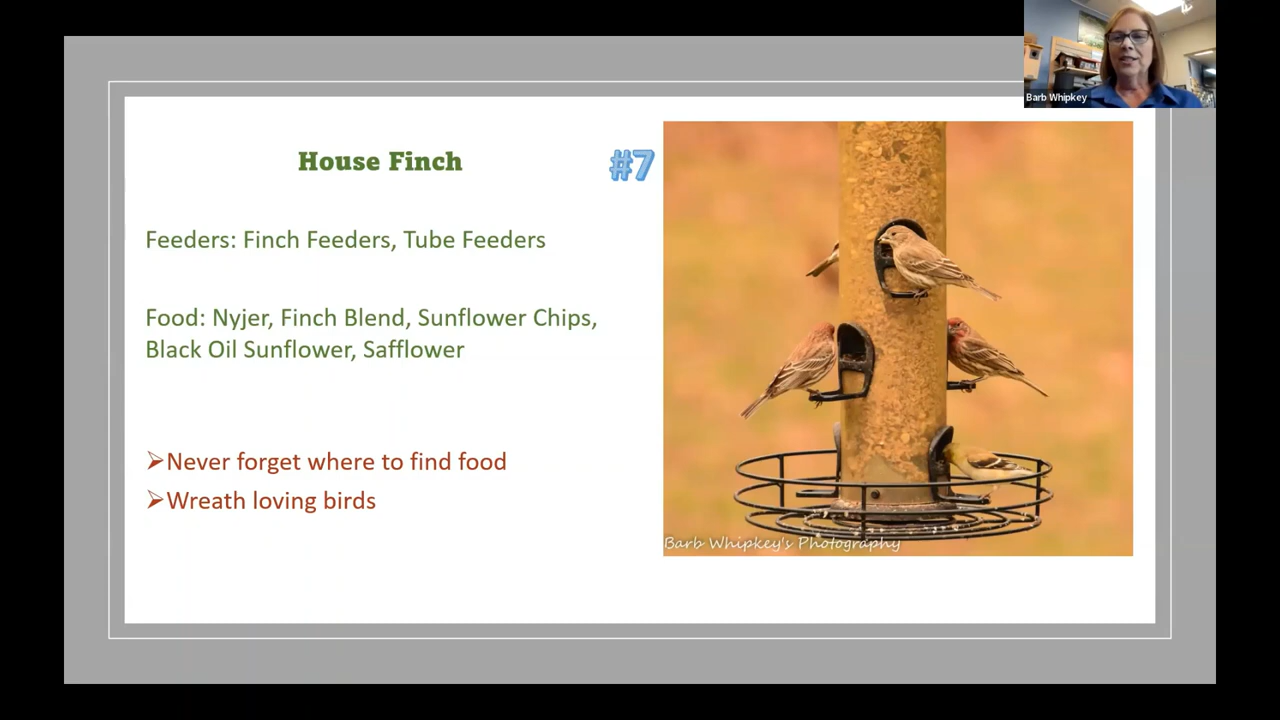 Barb Whipkey
House Finch
#7
Feeders: Finch Feeders, Tube Feeders
Food: Nyjer, Finch Blend, Sunflower Chips,
Black Oil Sunflower, Safflower
➢Never forget where to find food
➢Wreath loving birds
Barb Whipkey's Photography